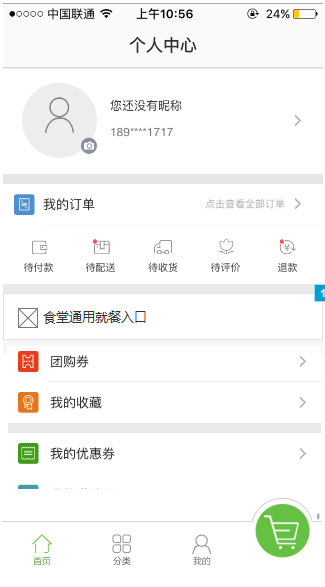 中国联通 上午10:56 24%
个人中心
您还没有昵称
189****1717
我的订单 点击查看全部订单
待付款 待配送 待收货 待评价 退款
食堂通用就餐入口
团购券
我的收藏
我的优惠券
首页 分类 我的